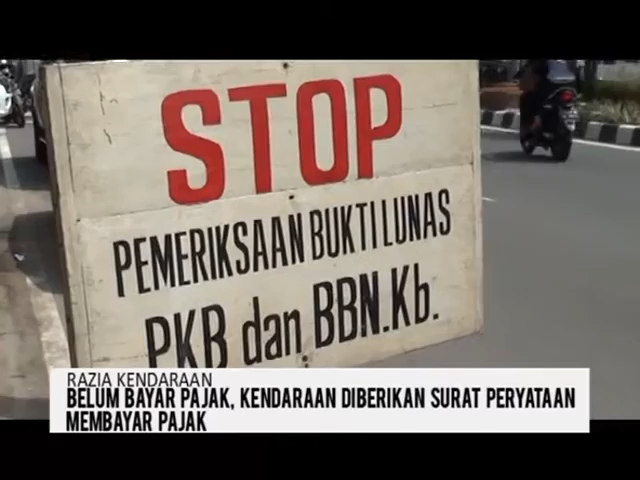 STOP
PEMERIKSAAN BUKTI LUNAS
PKB dan BBN.Kb.
RAZIA KENDARAAN
BELUM BAYAR PAJAK, KENDARAAN DIBERIKAN SURAT PERYATAAN
MEMBAYAR PAJAK